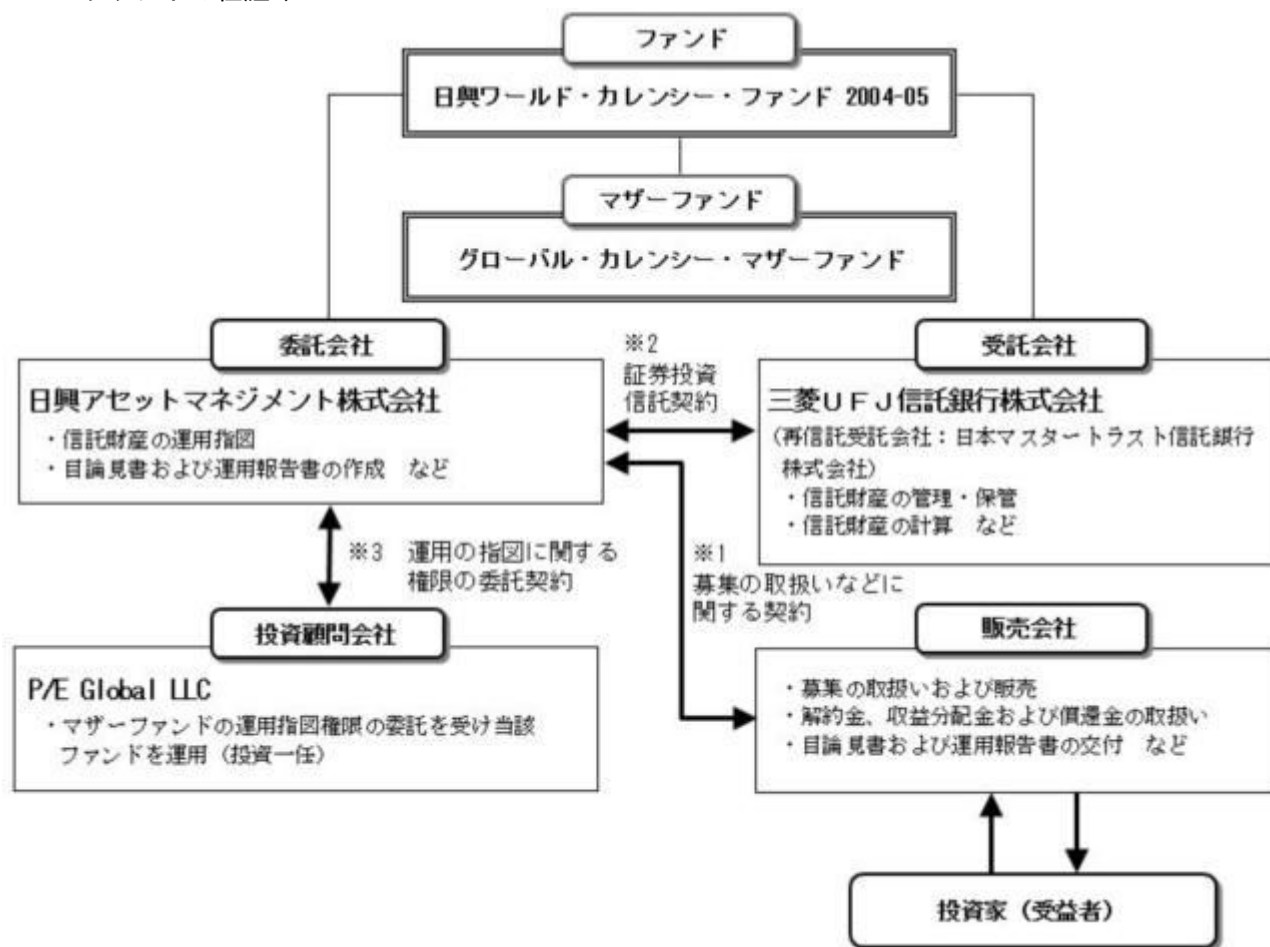 ファンド
日興ワールド・カレンシー・ファンド 2004-05
マザーファンド
グローバル・カレンシー・マザーファンド
委託会社
日興アセットマネジメント株式会社
・信託財産の運用指図
・目論見書および運用報告書の作成 など
※2
証券投資
信託契約
受託会社
三菱UFJ信託銀行株式会社
(再信託受託会社：日本マスタートラスト信託銀行
株式会社)
・信託財産の管理・保管
・信託財産の計算 など
※3 運用の指図に関する
権限の委託契約
※1
募集の取扱いなどに
関する契約
投資顧問会社
P/E Global LLC
・マザーファンドの運用指図権限の委託を受け当該
ファンドを運用（投資一任）
販売会社
・募集の取扱いおよび販売
・解約金、収益分配金および償還金の取扱い
・目論見書および運用報告書の交付 など
投資家（受益者）